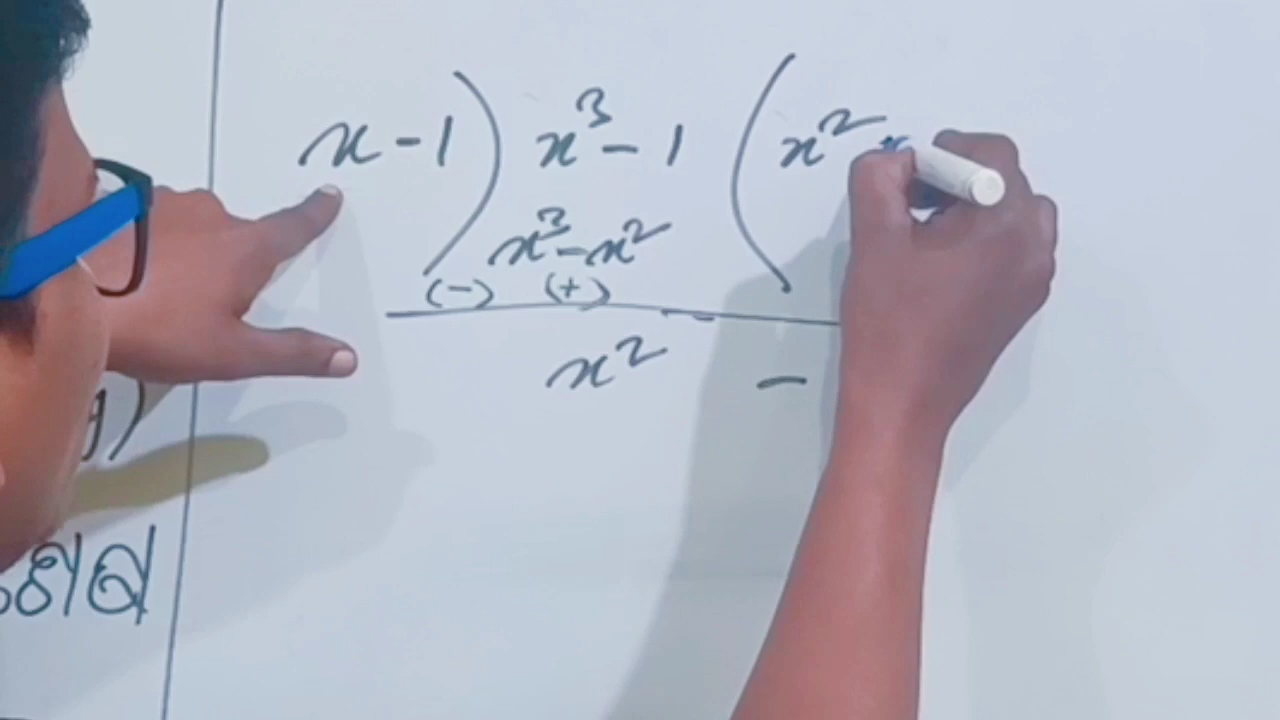 x - 1 ) x³ - 1 ( x²
x³ - x²
(-) (+) -
x² -
y)